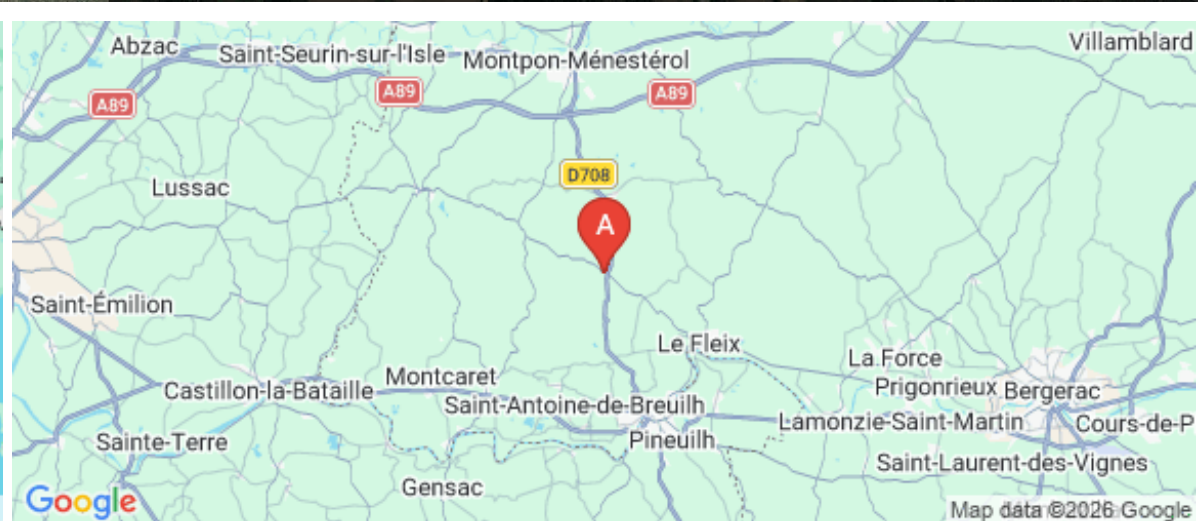 Abzac
Saint-Seurin-sur-l'Isle
Montpon-Ménestérol
Villamblard
A89
A89
A89
D708
Lussac
A
Saint-Émilion
Le Fleix
La Force
Castillon-la-Bataille
Montcaret
Prigonrieux
Bergerac
Saint-Antoine-de-Breuilh
Lamonzie-Saint-Martin
Cours-de-P
Sainte-Terre
Pineuilh
Saint-Laurent-des-Vignes
Gensac
Google
Map data ©2026 Google